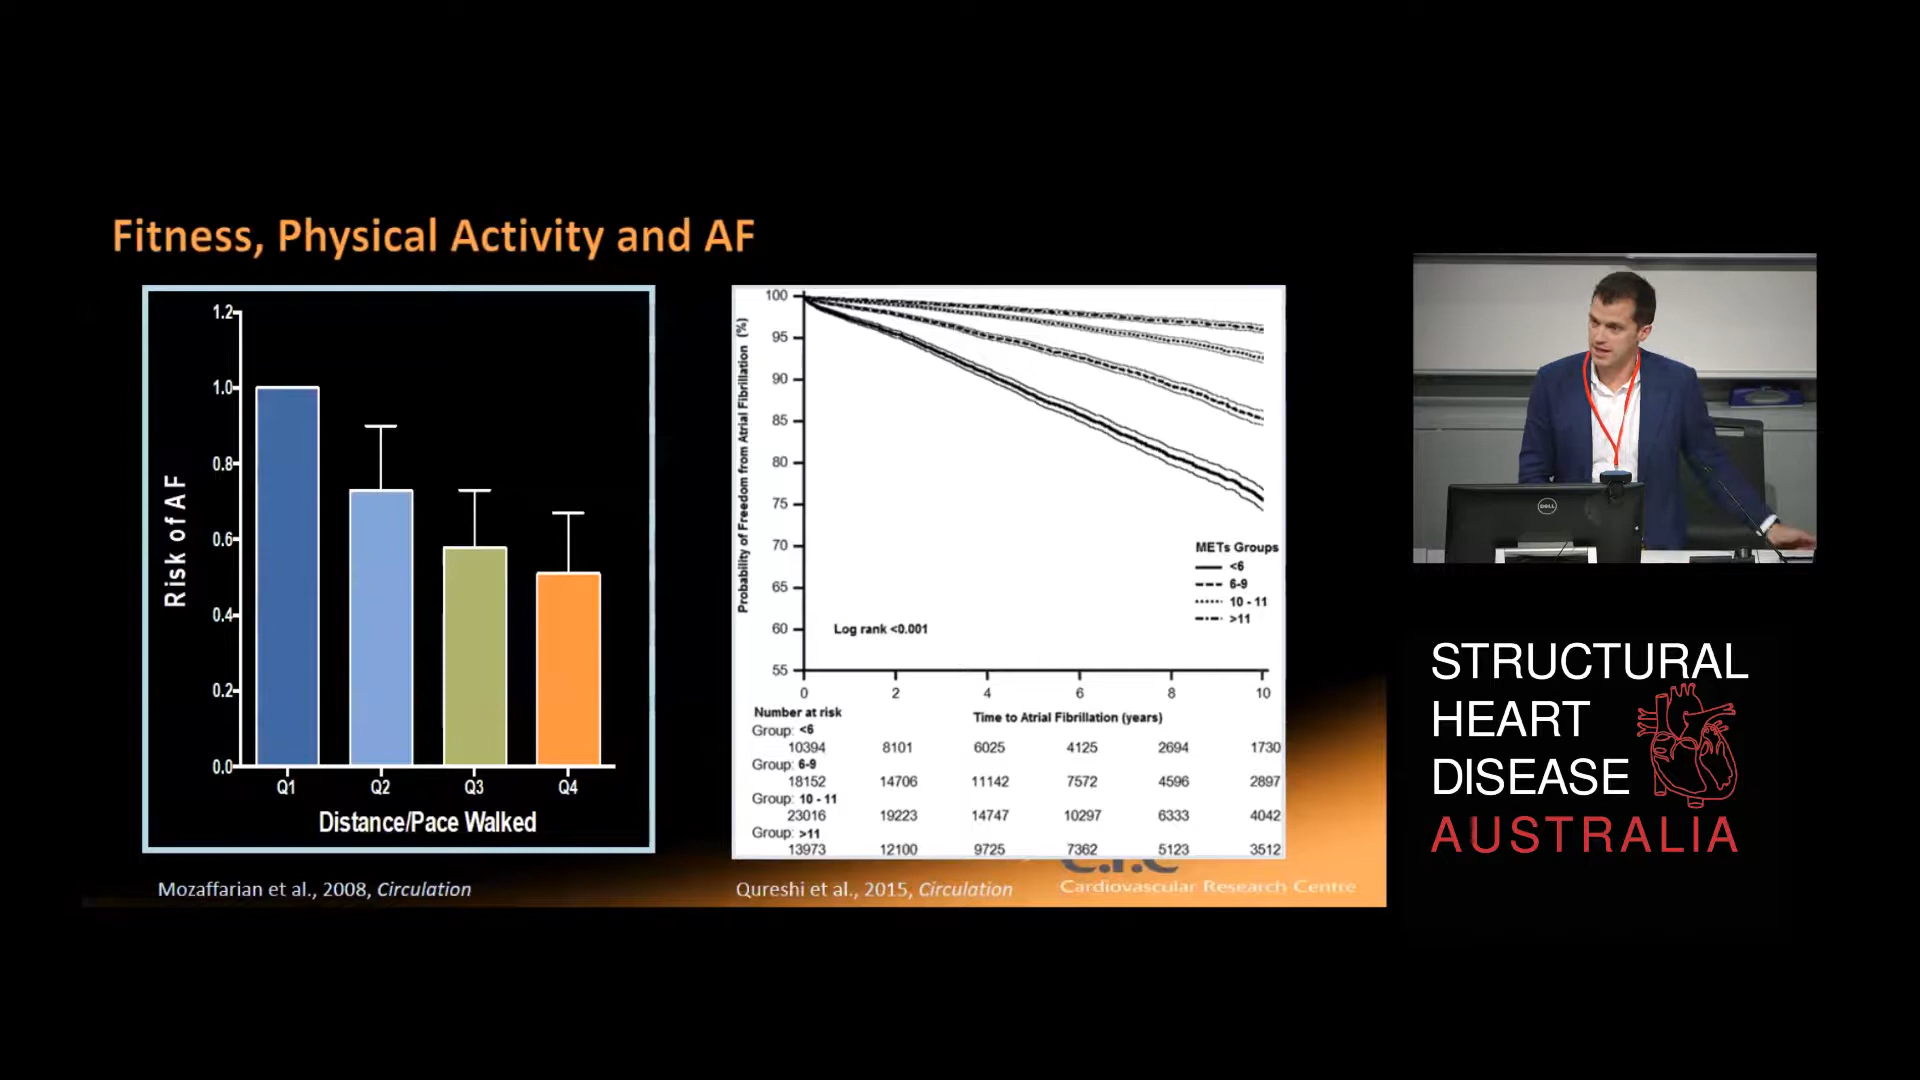 Fitness, Physical Activity and AF
Risk of AF
1.2
1.0
0.8
0.6
0.4
0.2
0.0
Q1 Q2 Q3 Q4
Distance/Pace Walked
Mozaffarian et al., 2008, Circulation
Probability of Freedom from Atrial Fibrillation (%)
100
95
90
85
80
75
70
65
60
55
METs Groups
<6
6-9
10 - 11
>11
Log rank <0.001
0 2 4 6 8 10
Number at risk
Time to Atrial Fibrillation (years)
Group: <6
10394 8101 6025 4125 2694 1730
Group: 6-9
18152 14706 11142 7572 4596 2897
Group: 10 - 11
23016 19223 14747 10297 6333 4042
Group: >11
13973 12100 9725 7362 5123 3512
Qureshi et al., 2015, Circulation
Cardiovascular Research Centre
DELL
STRUCTURAL
HEART
DISEASE
AUSTRALIA